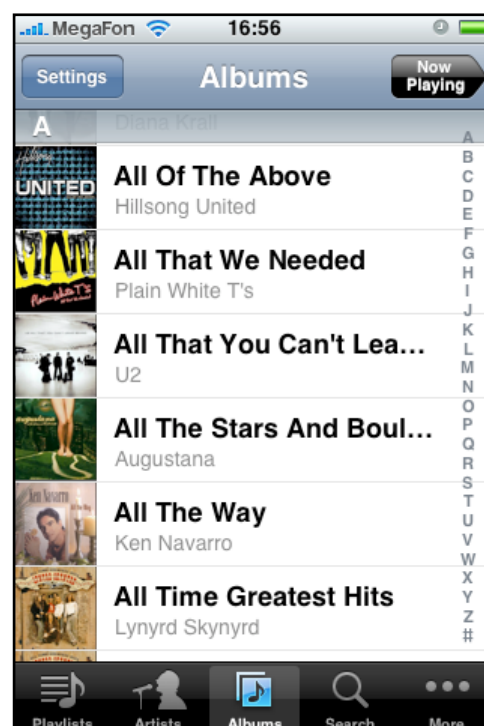 MegaFon 16:56
Settings Albums Now Playing
A
Diana Krall
All Of The Above
Hillsong United
UNITED
All That We Needed
Plain White T's
All That You Can't Lea...
U2
All The Stars And Boul...
Augustana
All The Way
Ken Navarro
Ken Navarro
All Time Greatest Hits
Lynyrd Skynyrd
A
B
C
D
E
F
G
H
I
J
K
L
M
N
O
P
Q
R
S
T
U
V
W
X
Y
Z
#
Playlists Artists Albums Search More